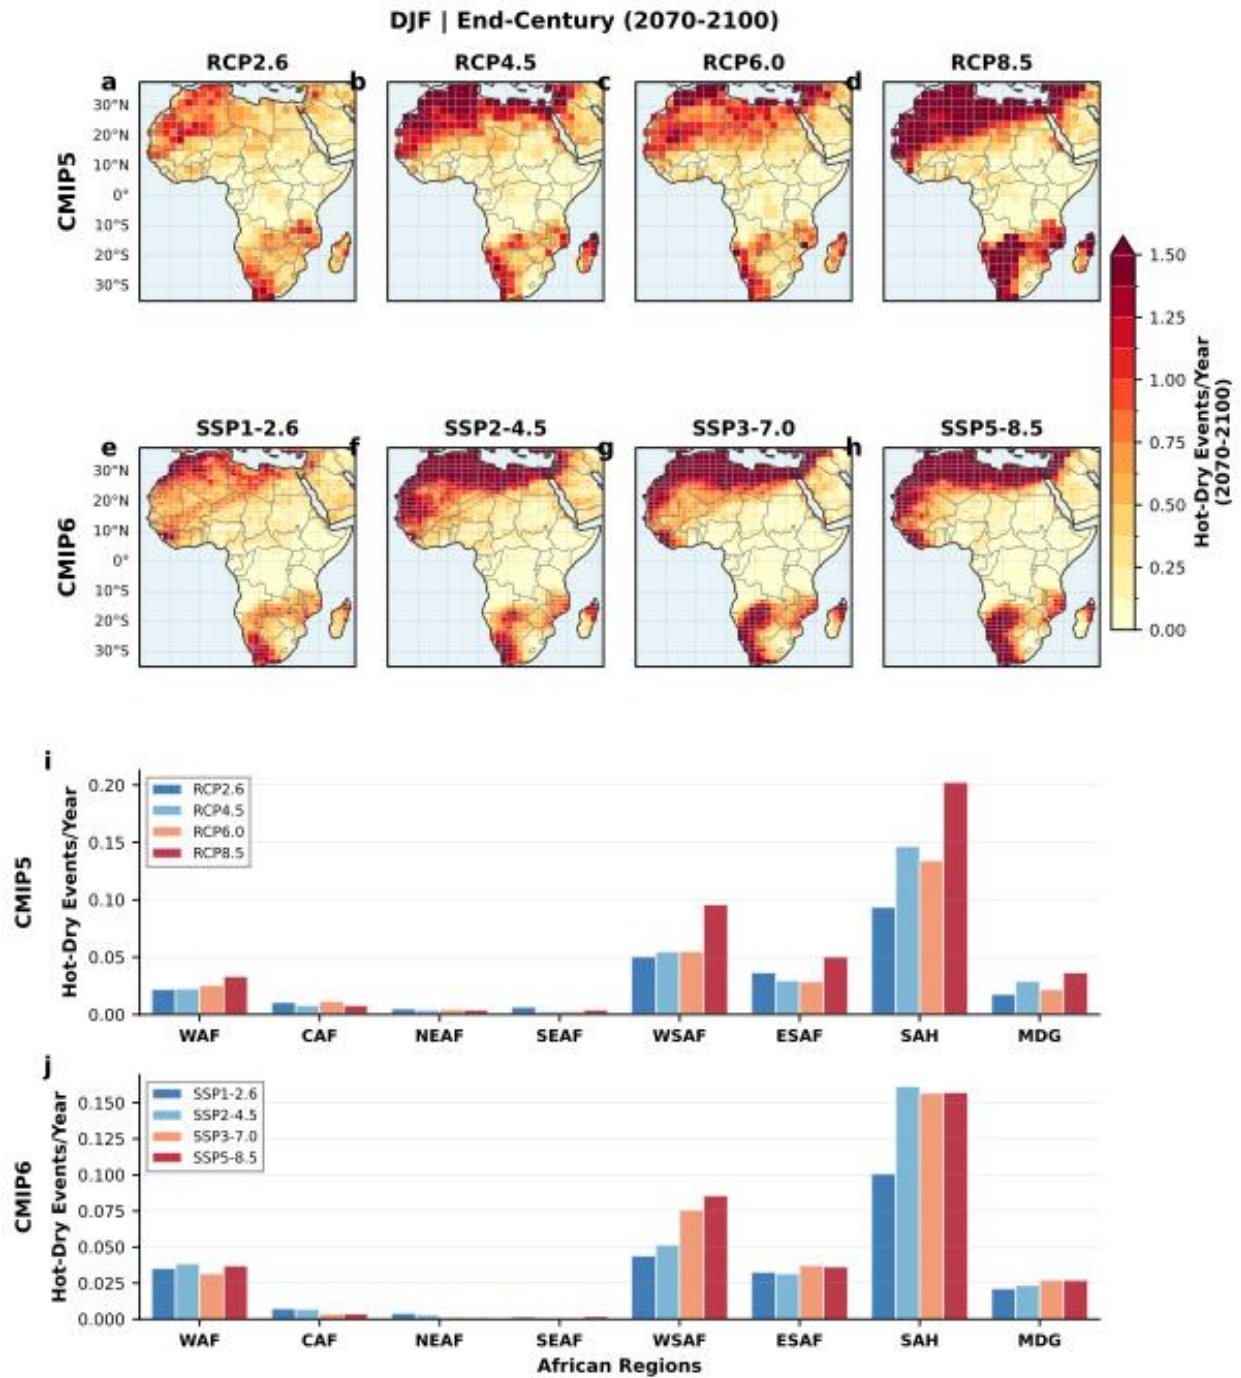 DJF | End-Century (2070-2100)
RCP2.6
RCP4.5
RCP6.0
RCP8.5
a
b
c
d
CMIP5
30°N
20°N
10°N
0°
10°S
20°S
30°S
SSP1-2.6
SSP2-4.5
SSP3-7.0
SSP5-8.5
e
f
g
h
CMIP6
30°N
20°N
10°N
0°
10°S
20°S
30°S
1.50
1.25
1.00
0.75
0.50
0.25
0.00
Hot-Dry Events/Year
(2070-2100)
i
CMIP5
Hot-Dry Events/Year
0.20
0.15
0.10
0.05
0.00
RCP2.6
RCP4.5
RCP6.0
RCP8.5
WAF CAF NEAF SEAF WSAF ESAF SAH MDG
j
CMIP6
Hot-Dry Events/Year
0.150
0.125
0.100
0.075
0.050
0.025
0.000
SSP1-2.6
SSP2-4.5
SSP3-7.0
SSP5-8.5
WAF CAF NEAF SEAF WSAF ESAF SAH MDG
African Regions